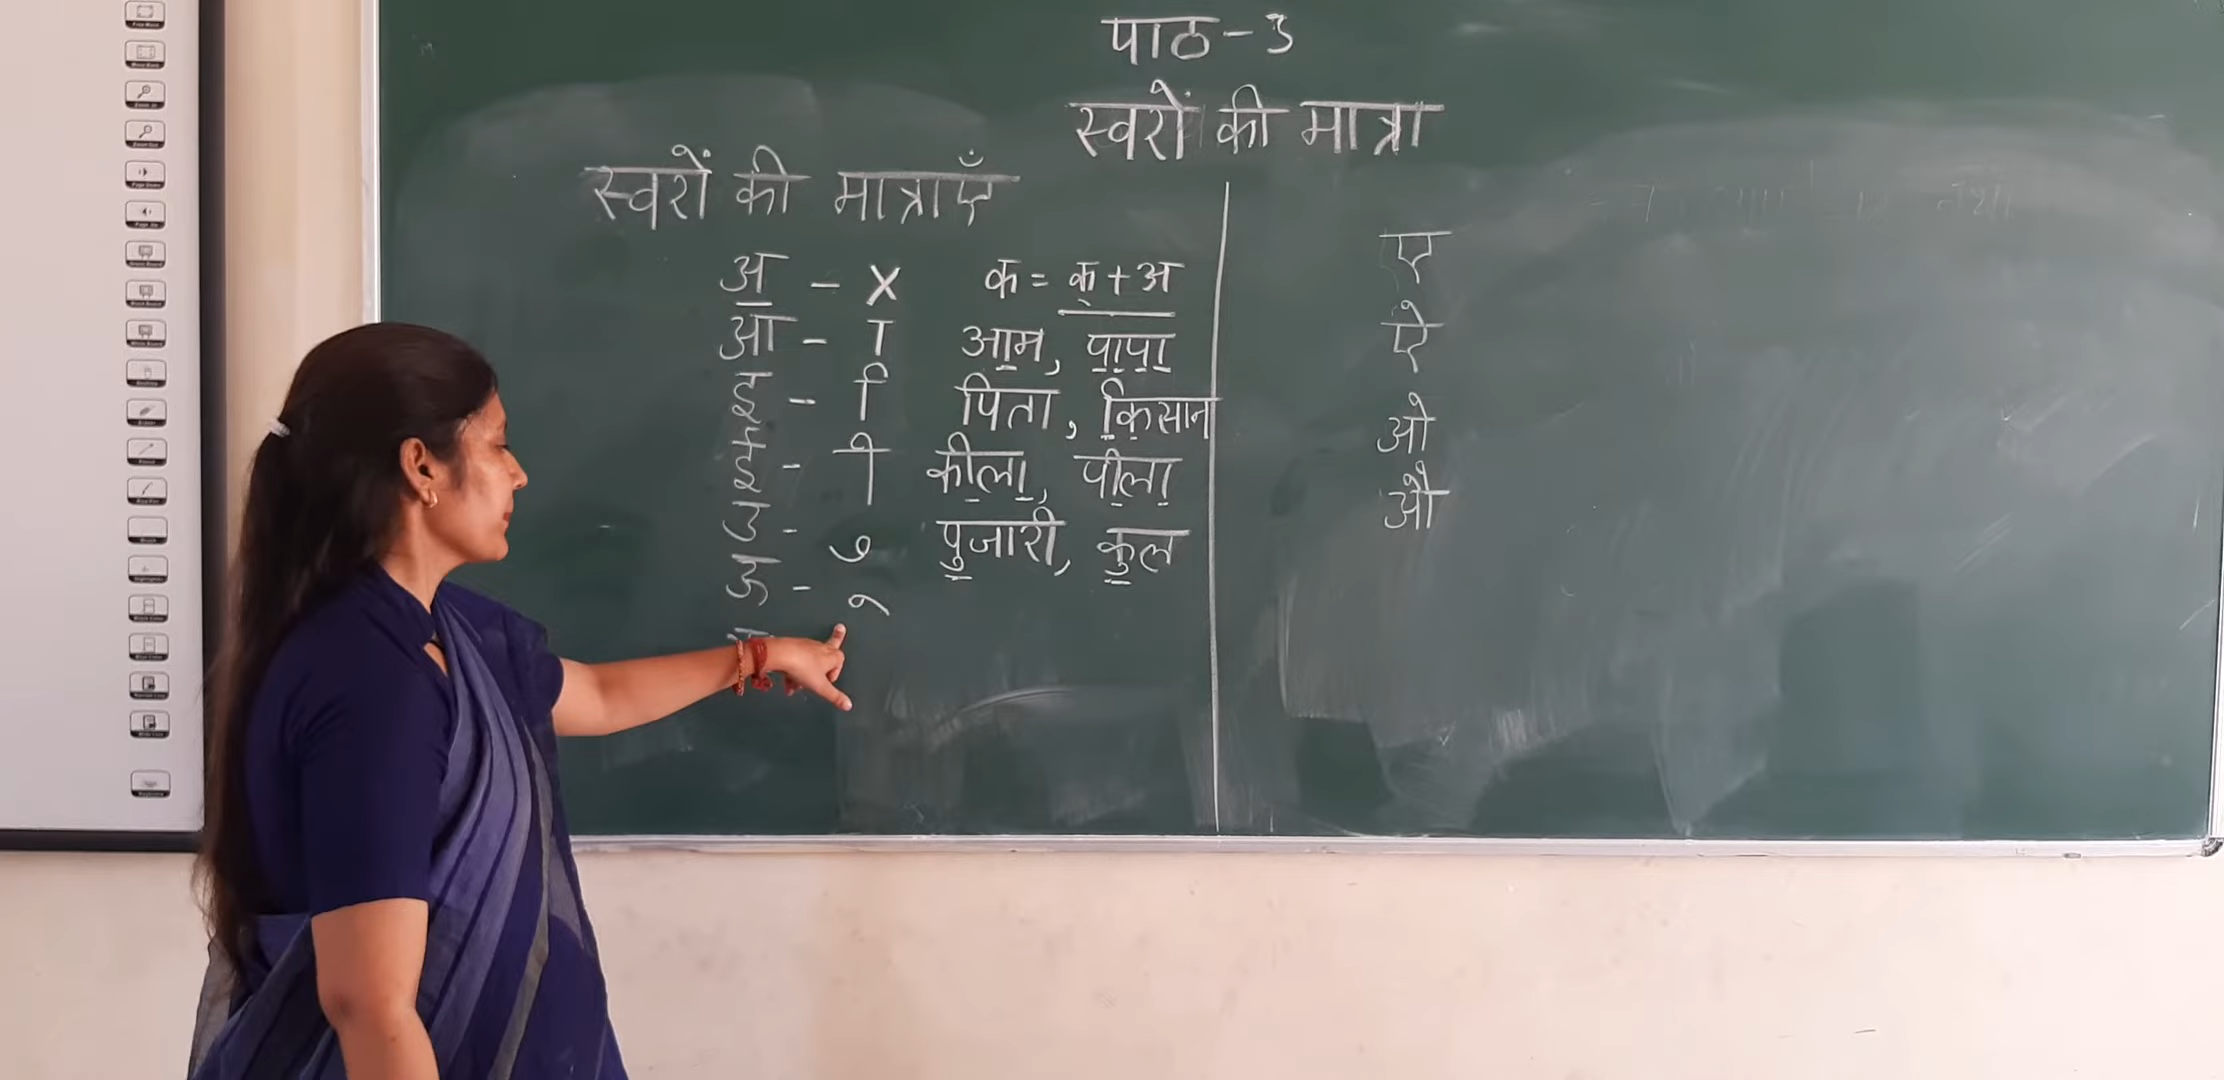 पाठ-3
स्वरों की मात्रा
स्वरों की मात्राएँ
अ - x क = क् + अ
आ - ा आम, पापा
इ - ि पिता, किसान
ई - ी कीला, पीला
उ - ु पुजारी, कुल
ऊ - ू
ए
ऐ
ओ
औ